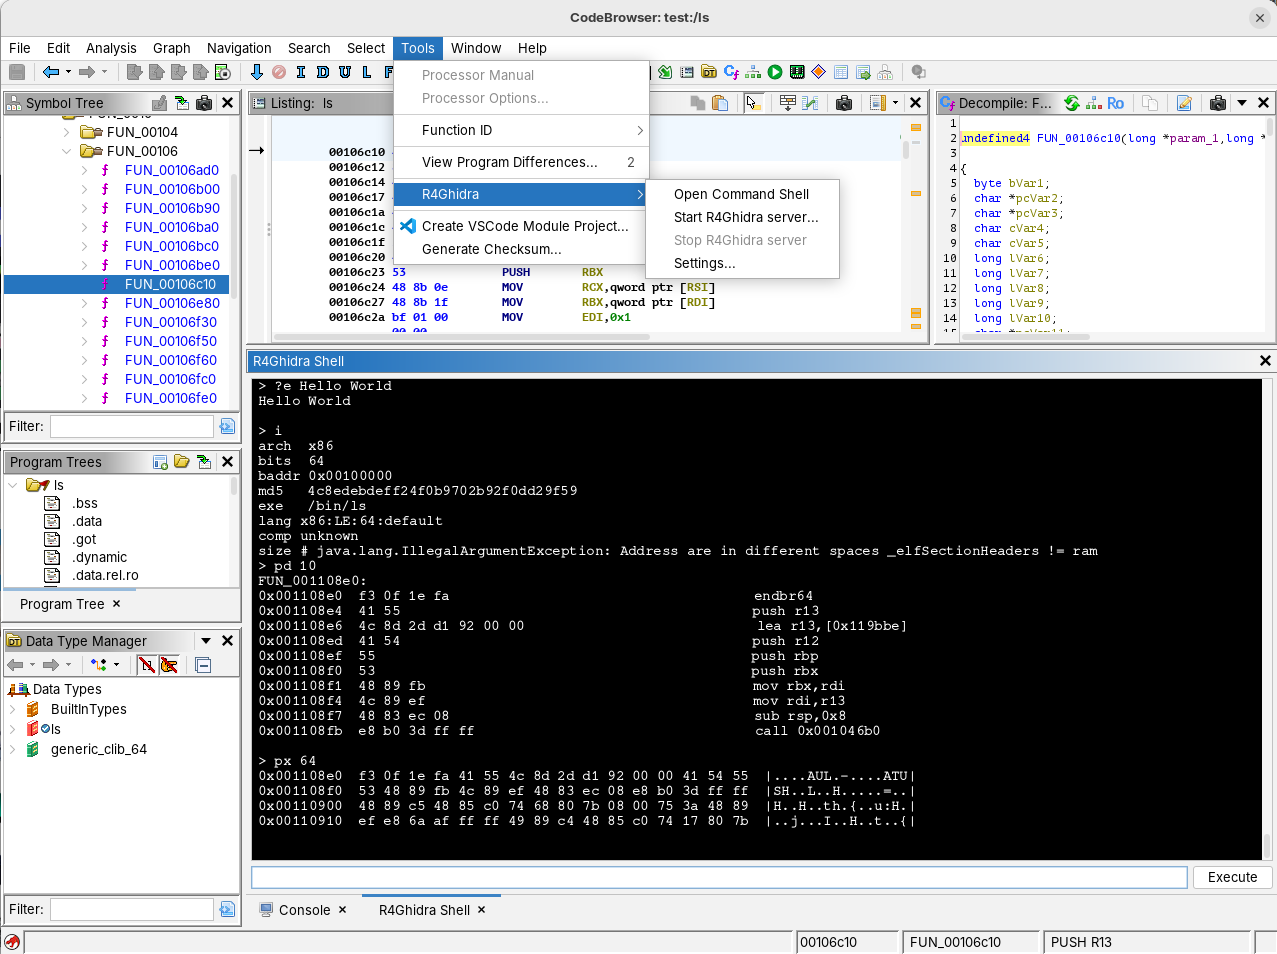 CodeBrowser: test:/ls
File Edit Analysis Graph Navigation Search Select Tools Window Help
Processor Manual
Processor Options...
Function ID
View Program Differences... 2
R4Ghidra
Create VSCode Module Project...
Generate Checksum...
Open Command Shell
Start R4Ghidra server...
Stop R4Ghidra server
Settings...
Symbol Tree
FUN_00104
FUN_00106
FUN_00106ad0
FUN_00106b00
FUN_00106b90
FUN_00106ba0
FUN_00106bc0
FUN_00106be0
FUN_00106c10
FUN_00106e80
FUN_00106f30
FUN_00106f50
FUN_00106f60
FUN_00106fc0
FUN_00106fe0
Filter:
Program Trees
ls
.bss
.data
.got
.dynamic
.data.rel.ro
Program Tree
Data Type Manager
Data Types
BuiltInTypes
ls
generic_clib_64
Filter:
Listing: ls
00106c10
00106c12
00106c14
00106c17
00106c1a
00106c1c
00106c1f
00106c20
00106c23 53 PUSH RBX
00106c24 48 8b 0e MOV RCX,qword ptr [RSI]
00106c27 48 8b 1f MOV RBX,qword ptr [RDI]
00106c2a bf 01 00 MOV EDI,0x1
00 00
Decompile: F... Ro
1
2 undefined4 FUN_00106c10(long *param_1,long *
3
4 {
5 byte bVar1;
6 char *pcVar2;
7 char *pcVar3;
8 char cVar4;
9 char cVar5;
10 long lVar6;
11 long lVar7;
12 long lVar8;
13 long lVar9;
14 long lVar10;
15 char *pcVar11;
R4Ghidra Shell
> ?e Hello World
Hello World
> i
arch x86
bits 64
baddr 0x00100000
md5 4c8edebdeff24f0b9702b92f0dd29f59
exe /bin/ls
lang x86:LE:64:default
comp unknown
size # java.lang.IllegalArgumentException: Address are in different spaces _elfSectionHeaders != ram
> pd 10
FUN_001108e0:
0x001108e0 f3 0f 1e fa endbr64
0x001108e4 41 55 push r13
0x001108e6 4c 8d 2d d1 92 00 00 lea r13,[0x119bbe]
0x001108ed 41 54 push r12
0x001108ef 55 push rbp
0x001108f0 53 push rbx
0x001108f1 48 89 fb mov rbx,rdi
0x001108f4 4c 89 ef mov rdi,r13
0x001108f7 48 83 ec 08 sub rsp,0x8
0x001108fb e8 b0 3d ff ff call 0x001046b0
> px 64
0x001108e0 f3 0f 1e fa 41 55 4c 8d 2d d1 92 00 00 41 54 55 |....AUL.-....ATU|
0x001108f0 53 48 89 fb 4c 89 ef 48 83 ec 08 e8 b0 3d ff ff |SH..L..H.....=..|
0x00110900 48 89 c5 48 85 c0 74 68 80 7b 08 00 75 3a 48 89 |H..H..th.{..u:H.|
0x00110910 ef e8 6a af ff ff 49 89 c4 48 85 c0 74 17 80 7b |..j...I..H..t..{|
Execute
Console R4Ghidra Shell
00106c10 FUN_00106c10 PUSH R13